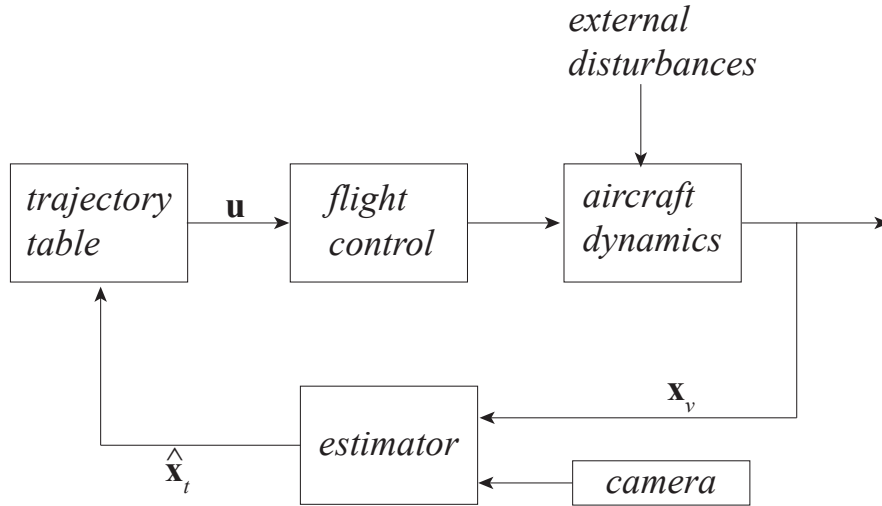 external
disturbances
trajectory
table
u
flight
control
aircraft
dynamics
x_v
estimator
x̂_t
camera